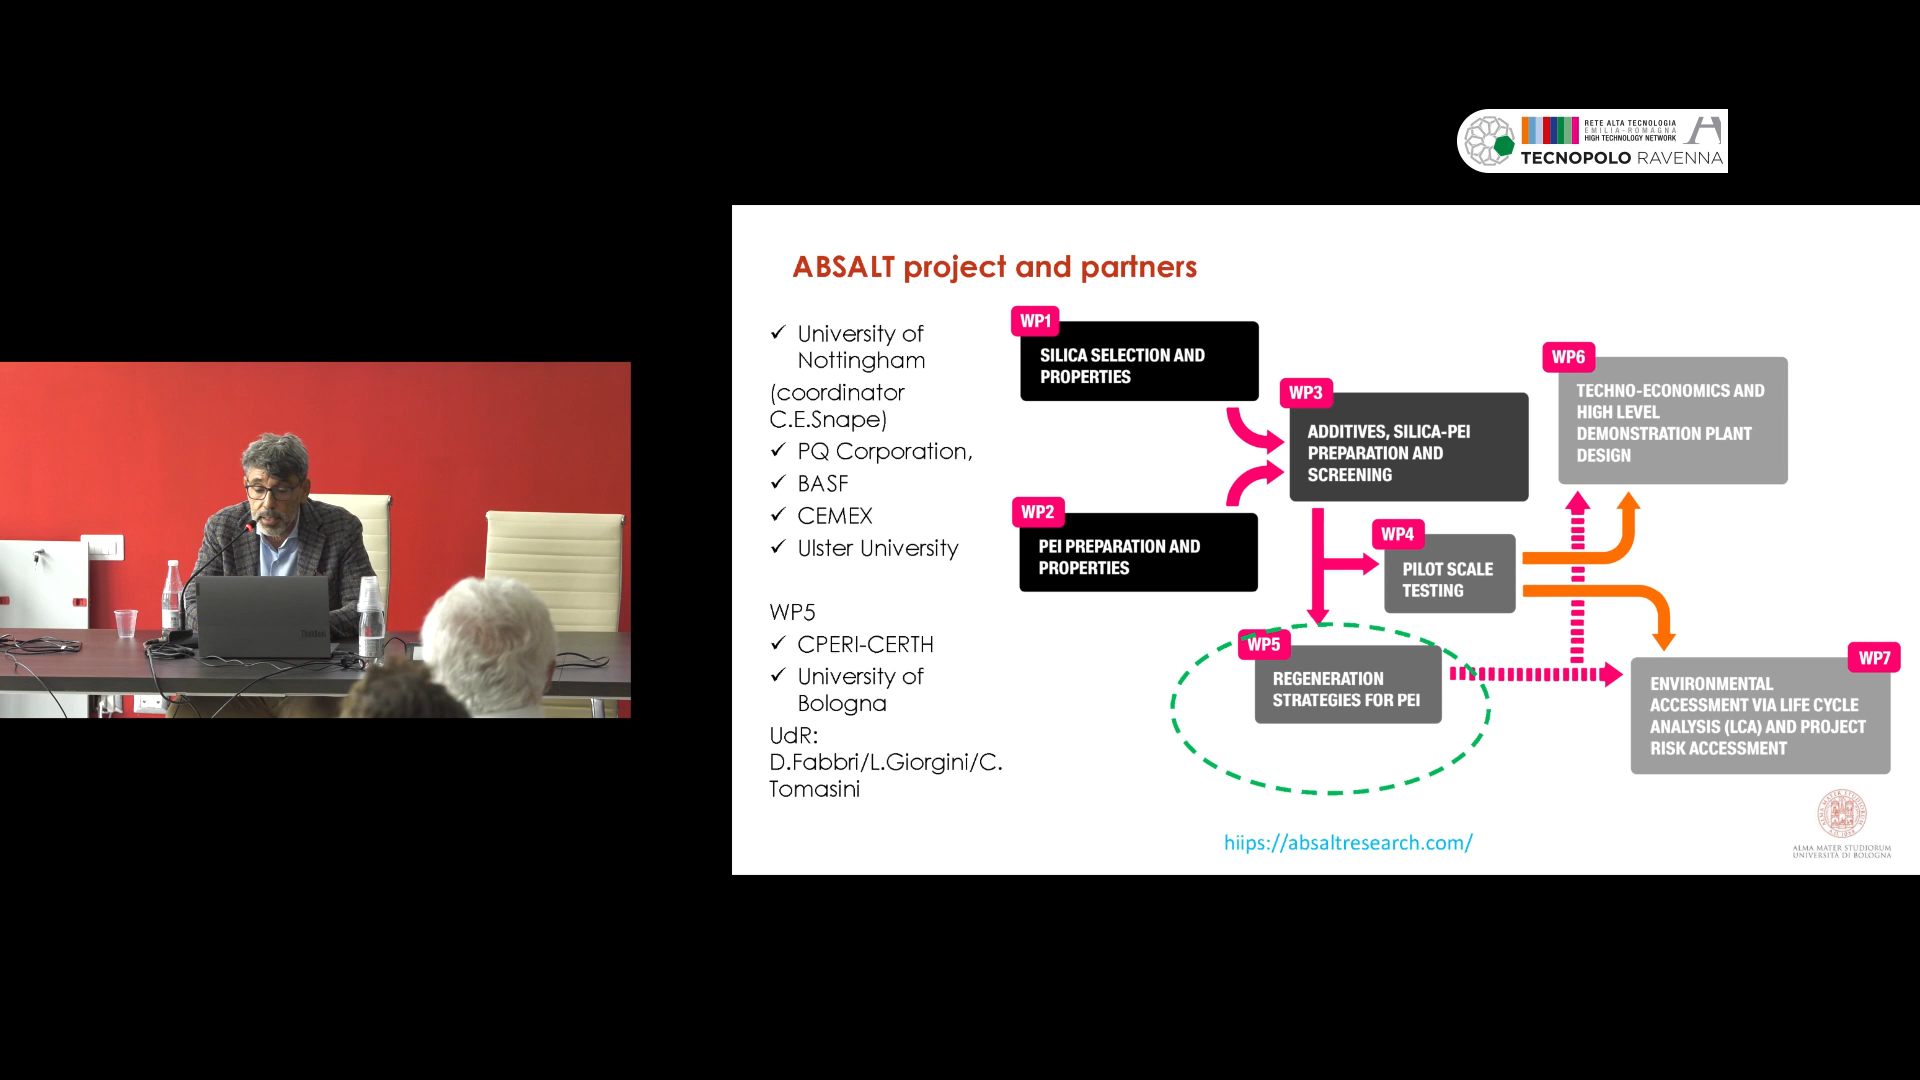 RETE ALTA TECNOLOGIA
EMILIA-ROMAGNA
HIGH TECHNOLOGY NETWORK
TECNOPOLO RAVENNA
ABSALT project and partners
✓ University of
Nottingham
(coordinator
C.E.Snape)
✓ PQ Corporation,
✓ BASF
✓ CEMEX
✓ Ulster University
WP5
✓ CPERI-CERTH
✓ University of
Bologna
UdR:
D.Fabbri/L.Giorgini/C.
Tomasini
WP1
SILICA SELECTION AND
PROPERTIES
WP2
PEI PREPARATION AND
PROPERTIES
WP3
ADDITIVES, SILICA-PEI
PREPARATION AND
SCREENING
WP4
PILOT SCALE
TESTING
WP5
REGENERATION
STRATEGIES FOR PEI
WP6
TECHNO-ECONOMICS AND
HIGH LEVEL
DEMONSTRATION PLANT
DESIGN
WP7
ENVIRONMENTAL
ACCESSMENT VIA LIFE CYCLE
ANALYSIS (LCA) AND PROJECT
RISK ACCESSMENT
hiips://absaltresearch.com/
ALMA MATER STUDIORUM
UNIVERSITÀ DI BOLOGNA